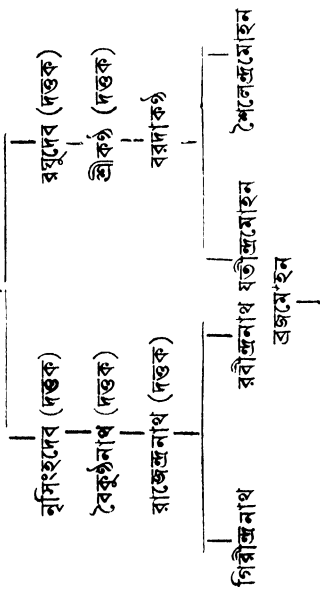 নৃসিংহদেব (দত্তক) রঘুদেব (দত্তক)
বৈকুণ্ঠনাথ (দত্তক) শ্রীকণ্ঠ (দত্তক)
রাজেন্দ্রনাথ (দত্তক) বরদাকণ্ঠ
গিরীন্দ্রনাথ রবীন্দ্রনাথ যতীন্দ্রমোহন শৈলেন্দ্রমোহন
ব্রজমোহন